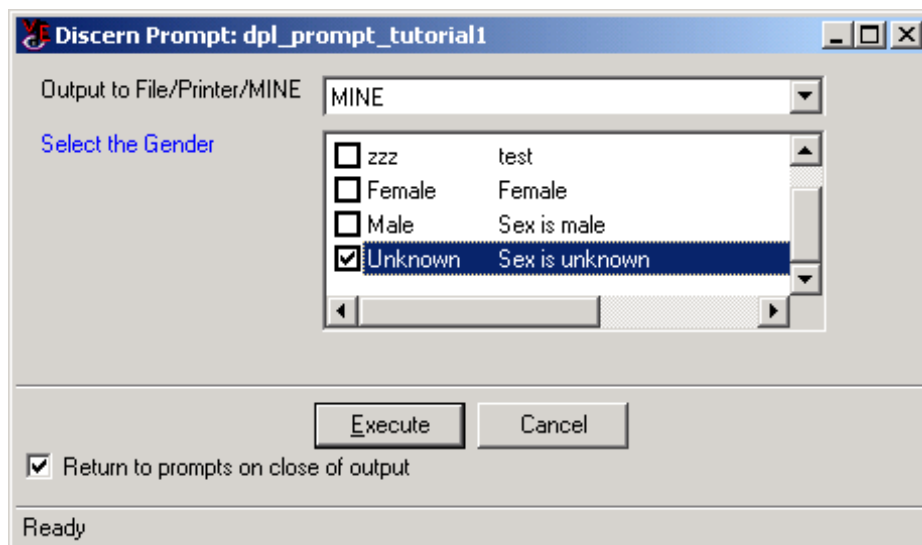 Discern Prompt: dpl_prompt_tutorial1
Output to File/Printer/MINE MINE
Select the Gender
zzz test
Female Female
Male Sex is male
Unknown Sex is unknown
Execute Cancel
Return to prompts on close of output
Ready